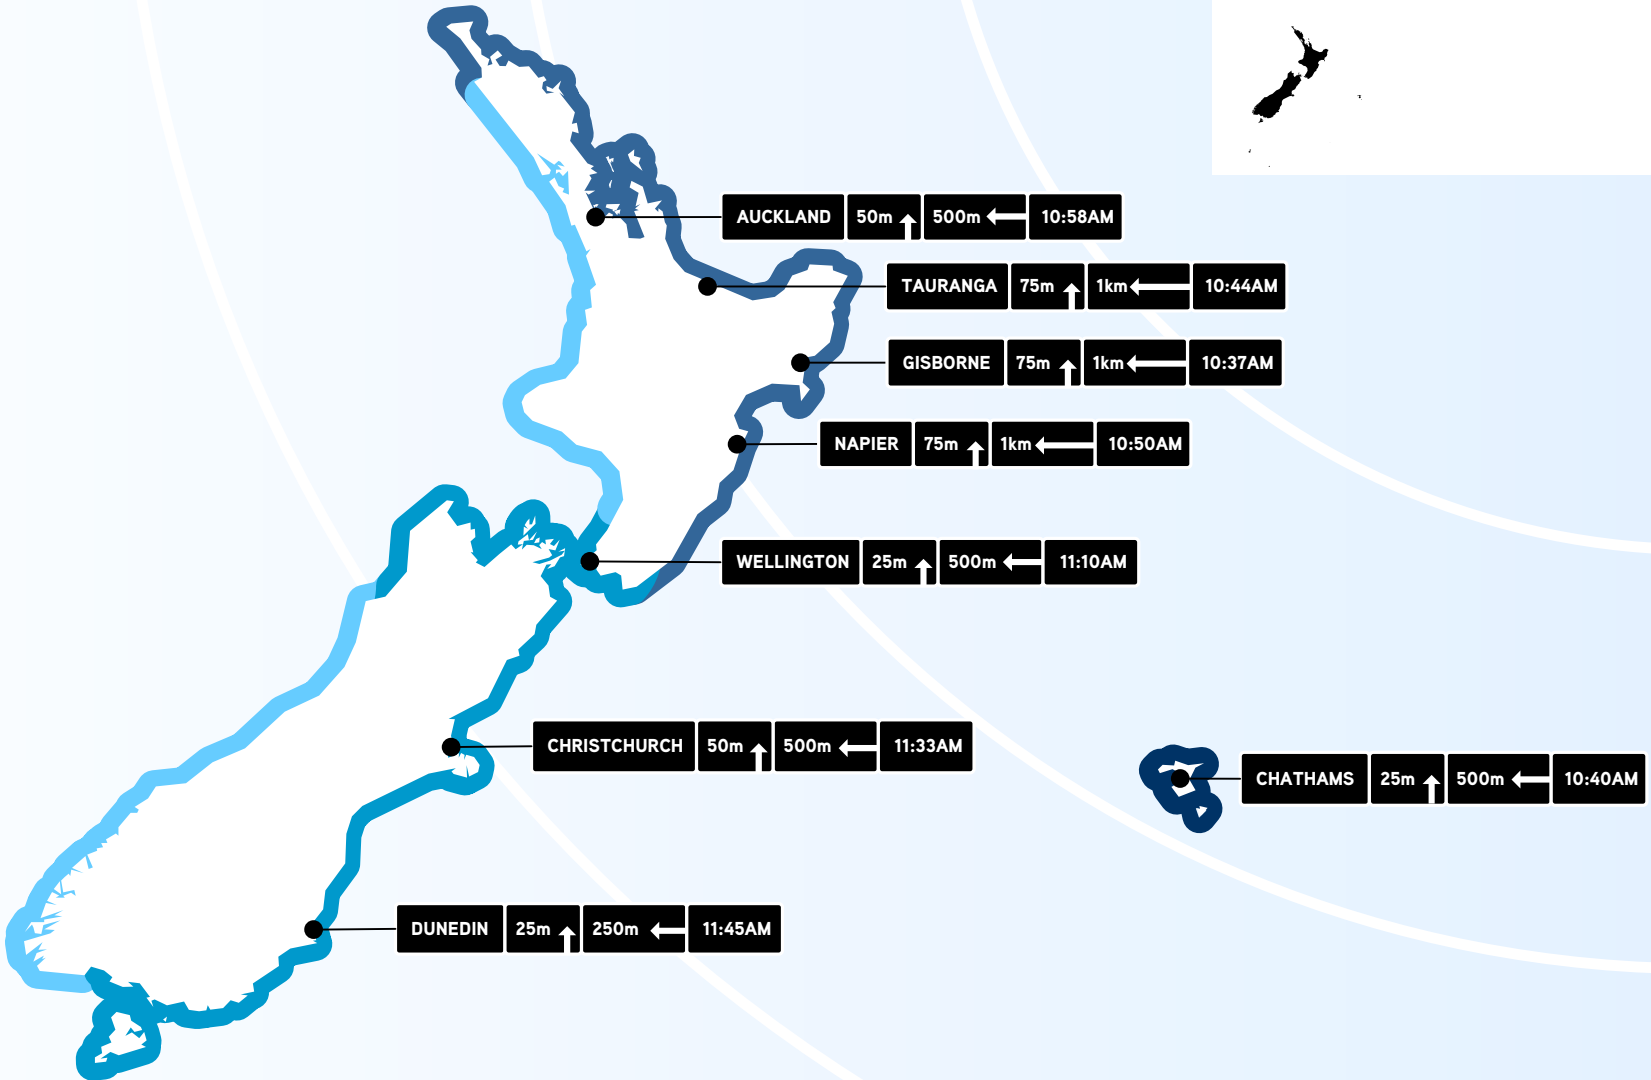 AUCKLAND 50m 500m 10:58AM
TAURANGA 75m 1km 10:44AM
GISBORNE 75m 1km 10:37AM
NAPIER 75m 1km 10:50AM
WELLINGTON 25m 500m 11:10AM
CHRISTCHURCH 50m 500m 11:33AM
CHATHAMS 25m 500m 10:40AM
DUNEDIN 25m 250m 11:45AM